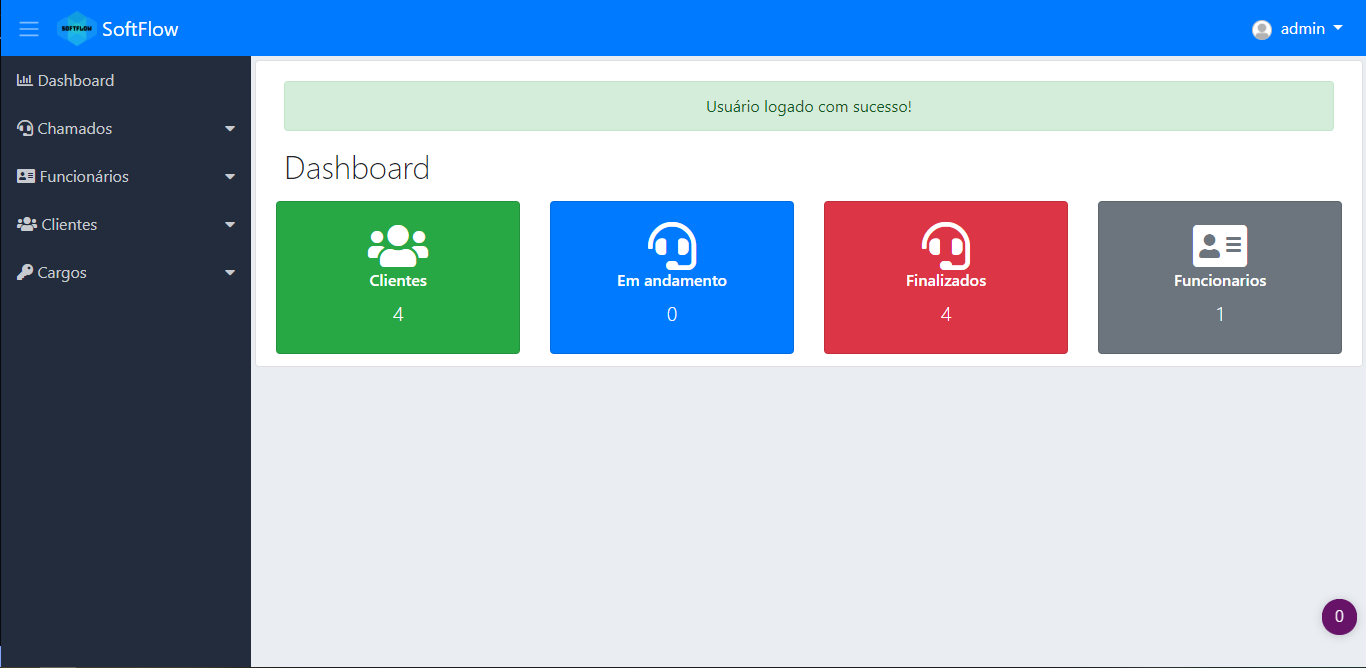 SOFTFLOW SoftFlow
admin
Dashboard
Chamados
Funcionários
Clientes
Cargos
Usuário logado com sucesso!
Dashboard
Clientes
4
Em andamento
0
Finalizados
4
Funcionarios
1
0